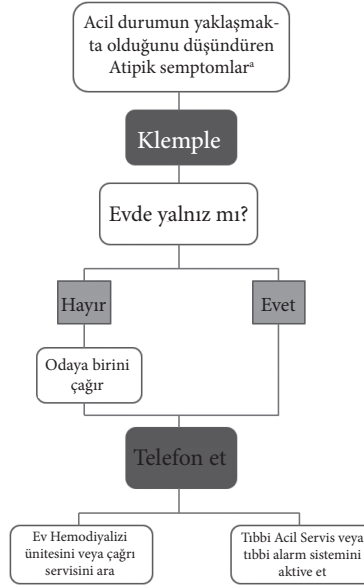 Acil durumun yaklaşmak-
ta olduğunu düşündüren
Atipik semptomlarᵃ
Klemple
Evde yalnız mı?
Hayır
Evet
Odaya birini
çağır
Telefon et
Ev Hemodiyalizi
ünitesini veya çağrı
servisini ara
Tıbbi Acil Servis veya
tıbbi alarm sistemini
aktive et